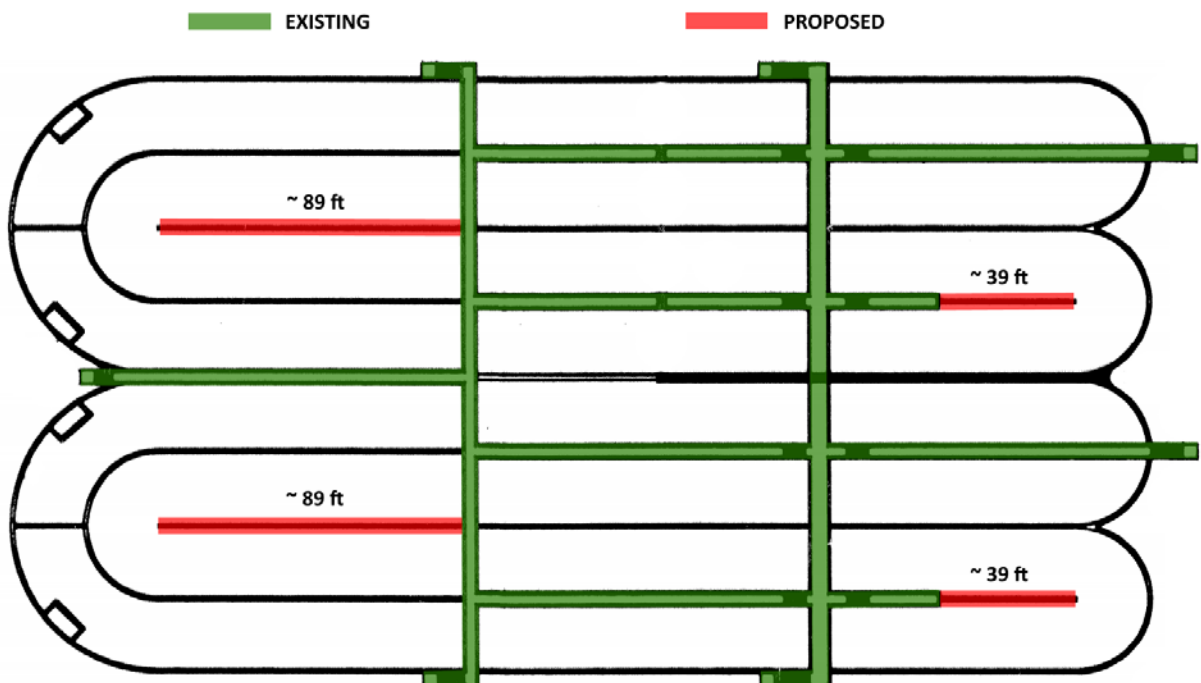 EXISTING
PROPOSED
~ 89 ft
~ 39 ft
~ 89 ft
~ 39 ft